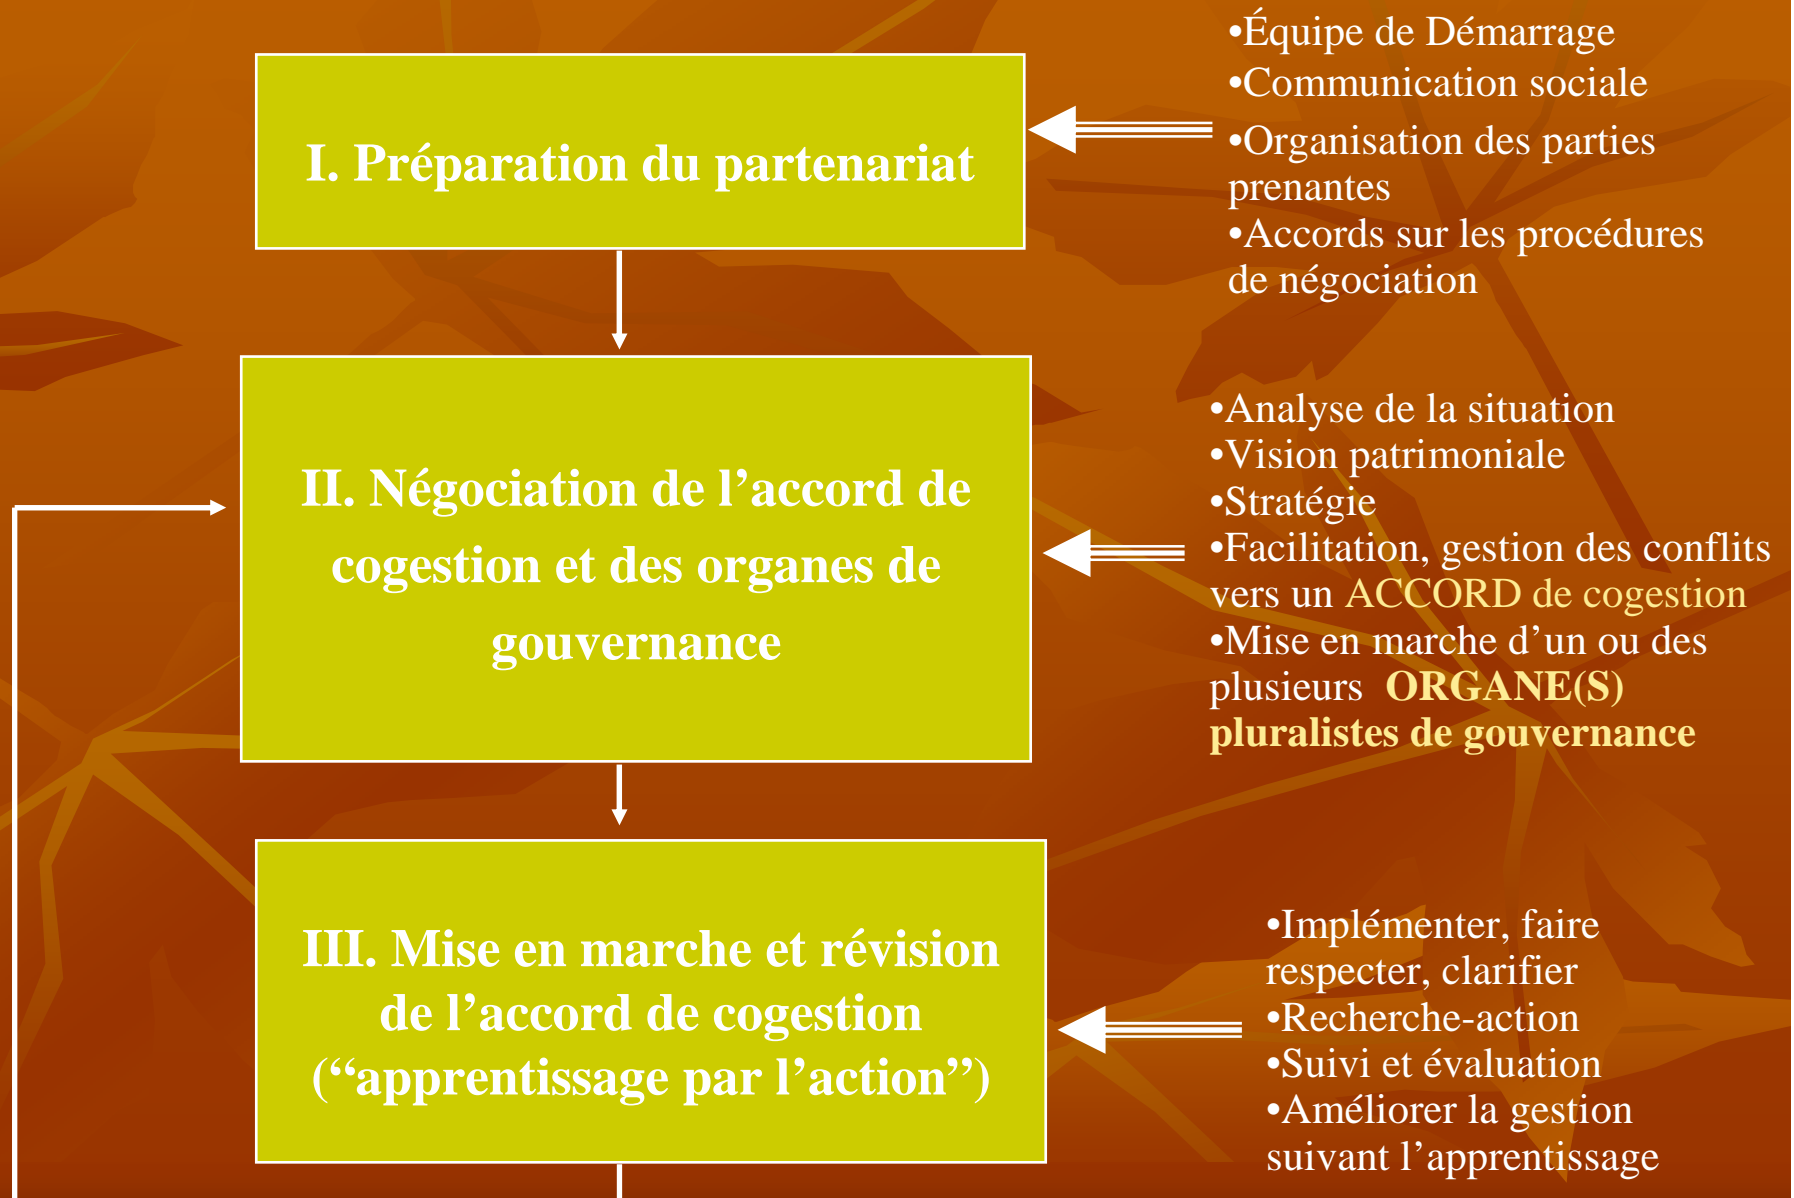 I. Préparation du partenariat
•Équipe de Démarrage
•Communication sociale
•Organisation des parties
prenantes
•Accords sur les procédures
de négociation
II. Négociation de l’accord de
cogestion et des organes de
gouvernance
•Analyse de la situation
•Vision patrimoniale
•Stratégie
•Facilitation, gestion des conflits
vers un ACCORD de cogestion
•Mise en marche d’un ou des
plusieurs ORGANE(S)
pluralistes de gouvernance
III. Mise en marche et révision
de l’accord de cogestion
(“apprentissage par l’action”)
•Implémenter, faire
respecter, clarifier
•Recherche-action
•Suivi et évaluation
•Améliorer la gestion
suivant l’apprentissage